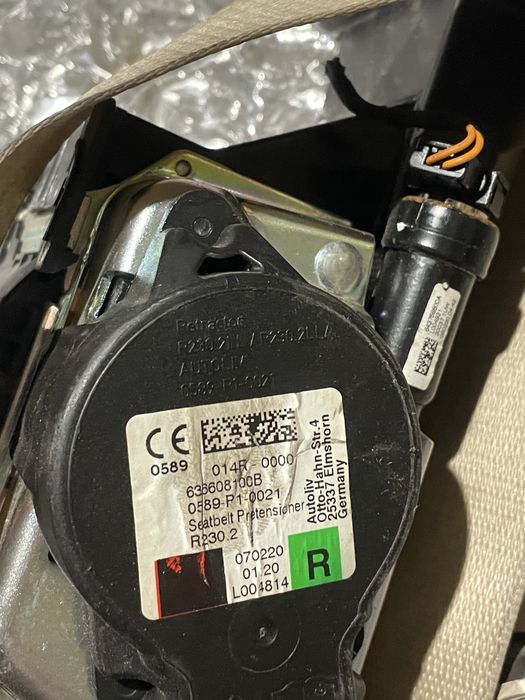 Retractor
R230.2LL / R230.2LLA
AUTOLIV
0589-P1-0021
CE
0589
014R-0000
636608100B
0589-P1-0021
Seatbelt Pretensioner
R230.2
070220
01.20
L004814
R
Autoliv
Otto-Hahn-Str.4
25337 Elmshorn
Germany